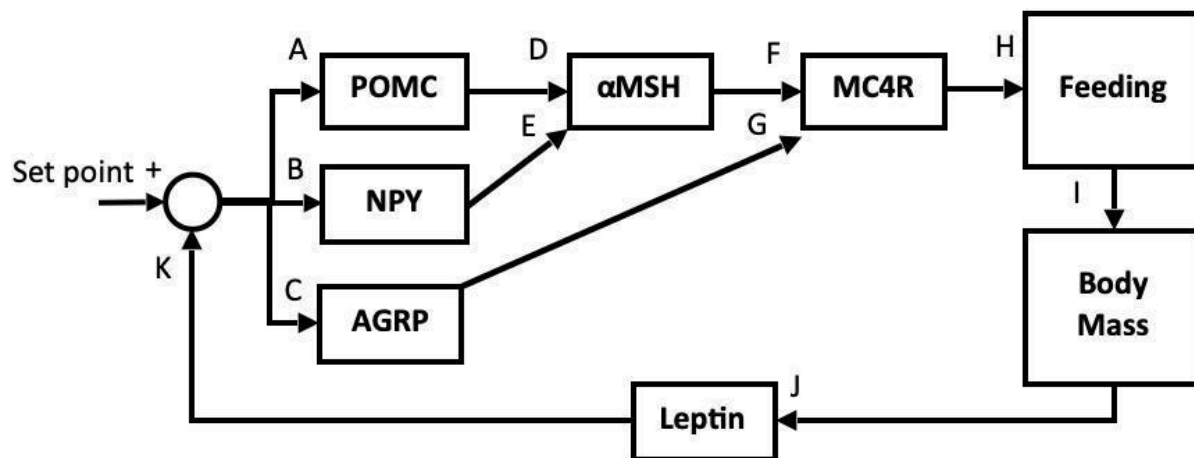 A
POMC
D
αMSH
F
MC4R
H
Feeding
E
G
Set point +
B
NPY
I
K
C
AGRP
Body
Mass
Leptin
J